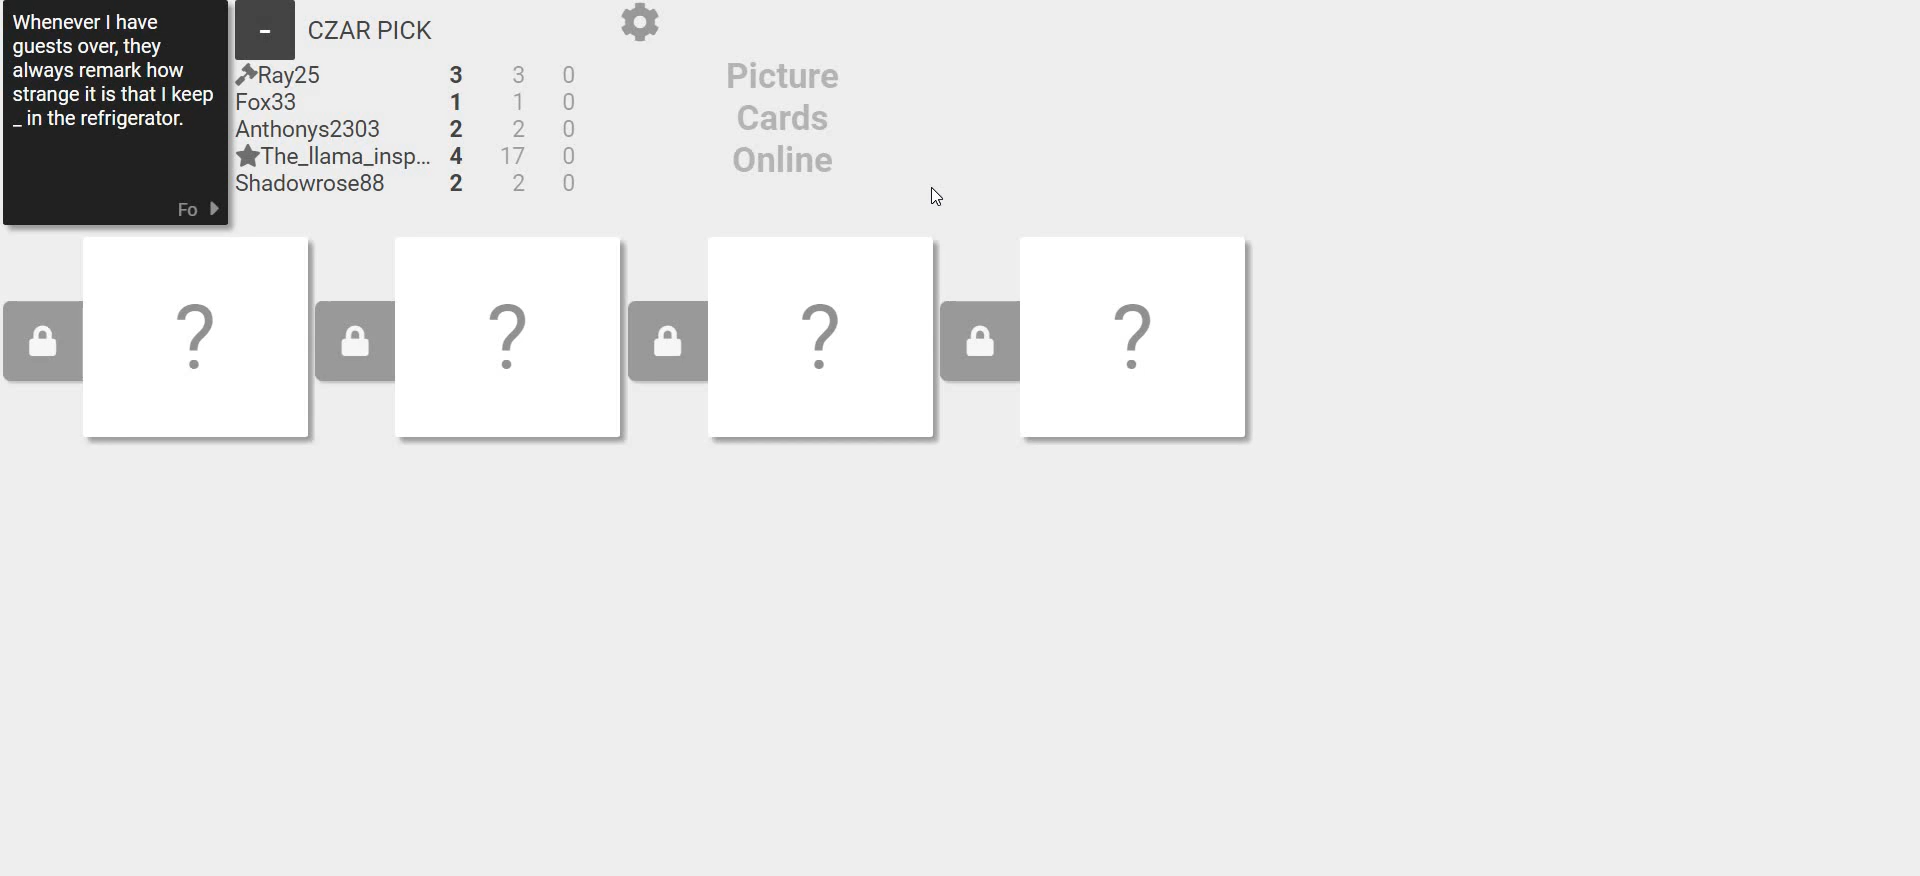 Whenever I have
guests over, they
always remark how
strange it is that I keep
_ in the refrigerator.
Fo
-
CZAR PICK
Ray25 3 3 0
Fox33 1 1 0
Anthonys2303 2 2 0
The_llama_insp... 4 17 0
Shadowrose88 2 2 0
Picture
Cards
Online
? ? ? ?